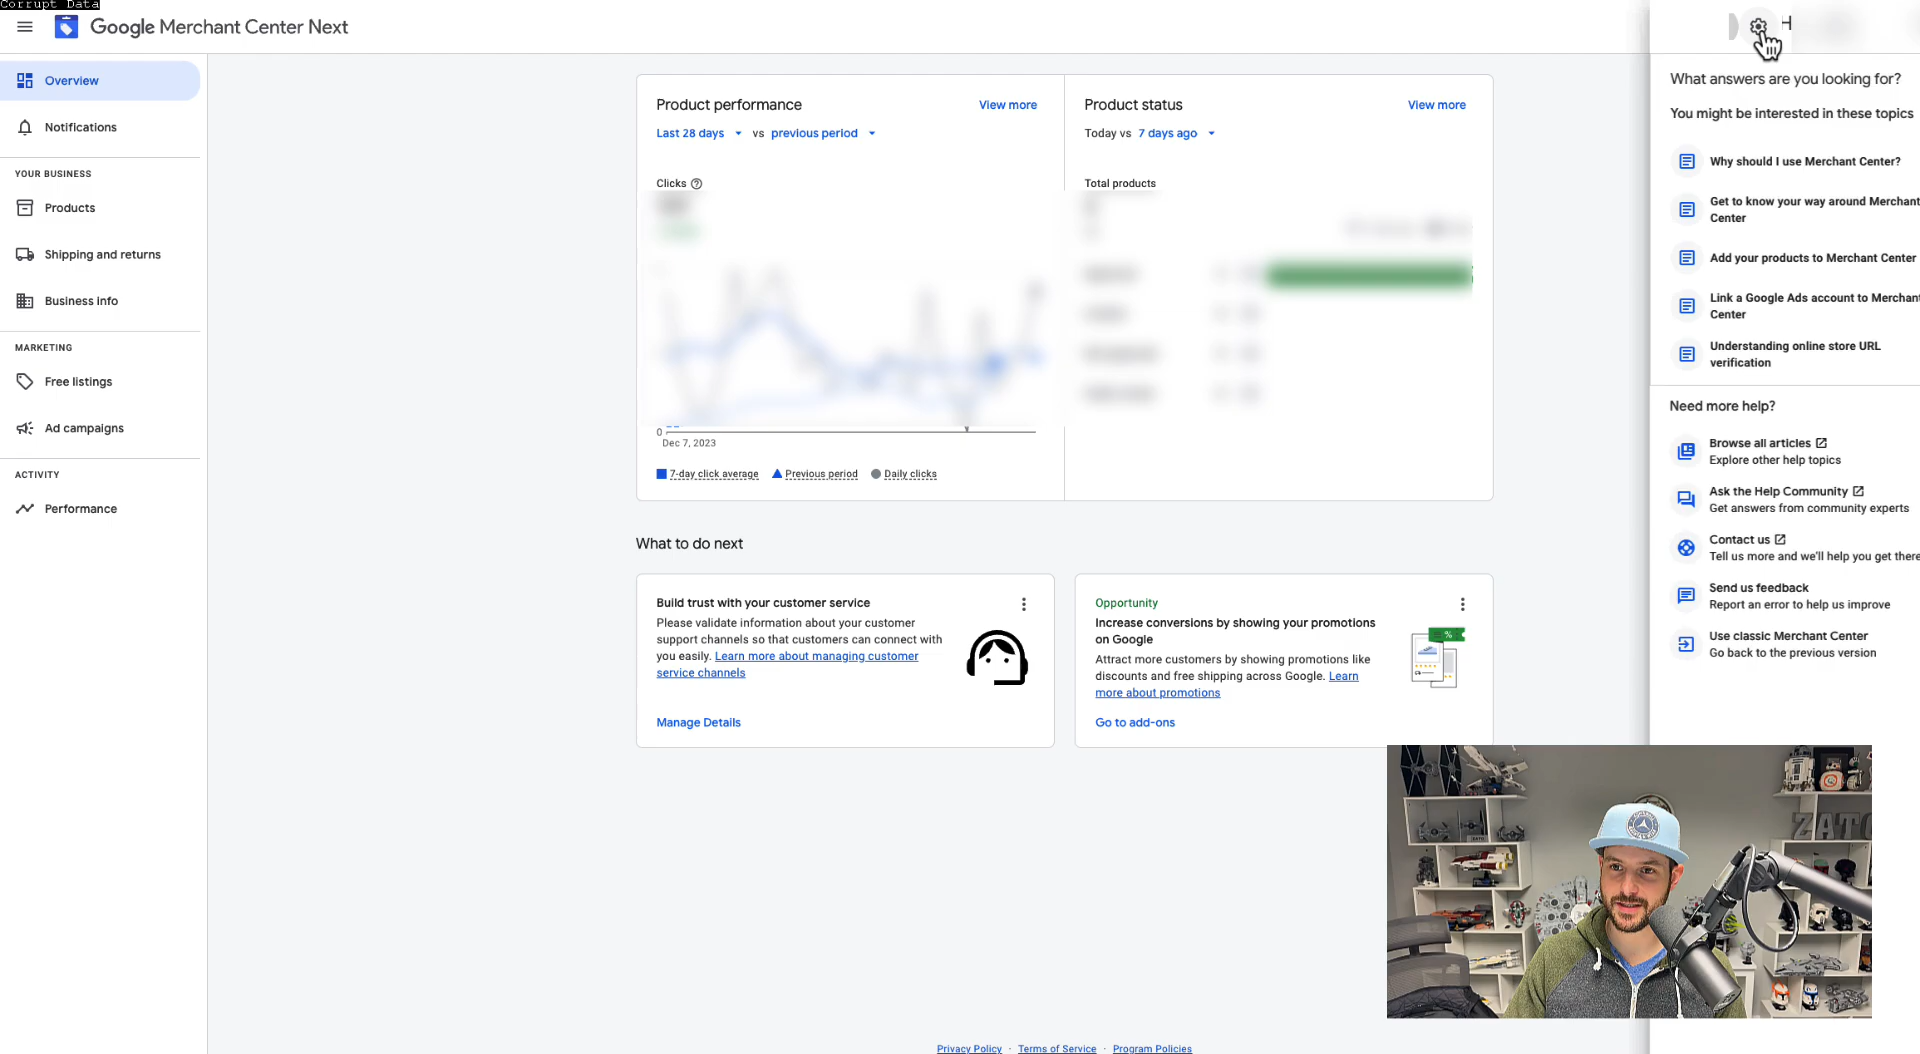 Corrupt Data
Google Merchant Center Next
Overview
Notifications
YOUR BUSINESS
Products
Shipping and returns
Business info
MARKETING
Free listings
Ad campaigns
ACTIVITY
Performance
Product performance
View more
Last 28 days vs previous period
Clicks
0
Dec 7, 2023
7-day click average Previous period Daily clicks
Product status
View more
Today vs 7 days ago
Total products
What to do next
Build trust with your customer service
Please validate information about your customer
support channels so that customers can connect with
you easily. Learn more about managing customer
service channels
Manage Details
Opportunity
Increase conversions by showing your promotions
on Google
Attract more customers by showing promotions like
discounts and free shipping across Google. Learn
more about promotions
Go to add-ons
%
H
What answers are you looking for?
You might be interested in these topics
Why should I use Merchant Center?
Get to know your way around Merchant
Center
Add your products to Merchant Center
Link a Google Ads account to Merchant
Center
Understanding online store URL
verification
Need more help?
Browse all articles
Explore other help topics
Ask the Help Community
Get answers from community experts
Contact us
Tell us more and we'll help you get there
Send us feedback
Report an error to help us improve
Use classic Merchant Center
Go back to the previous version
ZATO
Privacy Policy · Terms of Service · Program Policies